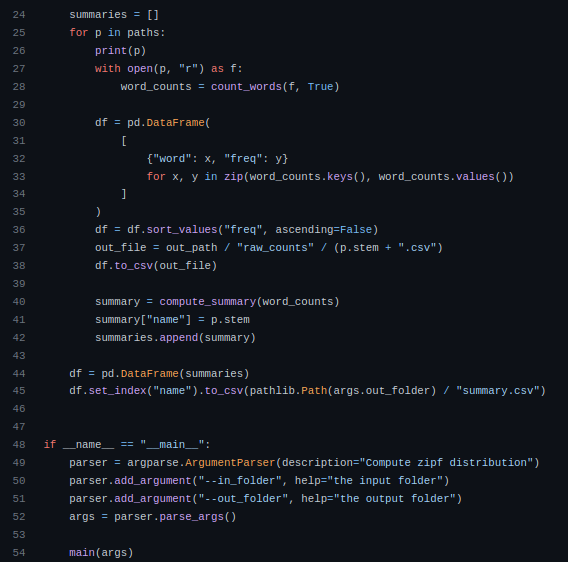 24     summaries = []
25     for p in paths:
26         print(p)
27         with open(p, "r") as f:
28             word_counts = count_words(f, True)
29
30         df = pd.DataFrame(
31             [
32                 {"word": x, "freq": y}
33                 for x, y in zip(word_counts.keys(), word_counts.values())
34             ]
35         )
36         df = df.sort_values("freq", ascending=False)
37         out_file = out_path / "raw_counts" / (p.stem + ".csv")
38         df.to_csv(out_file)
39
40         summary = compute_summary(word_counts)
41         summary["name"] = p.stem
42         summaries.append(summary)
43
44     df = pd.DataFrame(summaries)
45     df.set_index("name").to_csv(pathlib.Path(args.out_folder) / "summary.csv")
46
47
48 if __name__ == "__main__":
49     parser = argparse.ArgumentParser(description="Compute zipf distribution")
50     parser.add_argument("--in_folder", help="the input folder")
51     parser.add_argument("--out_folder", help="the output folder")
52     args = parser.parse_args()
53
54     main(args)